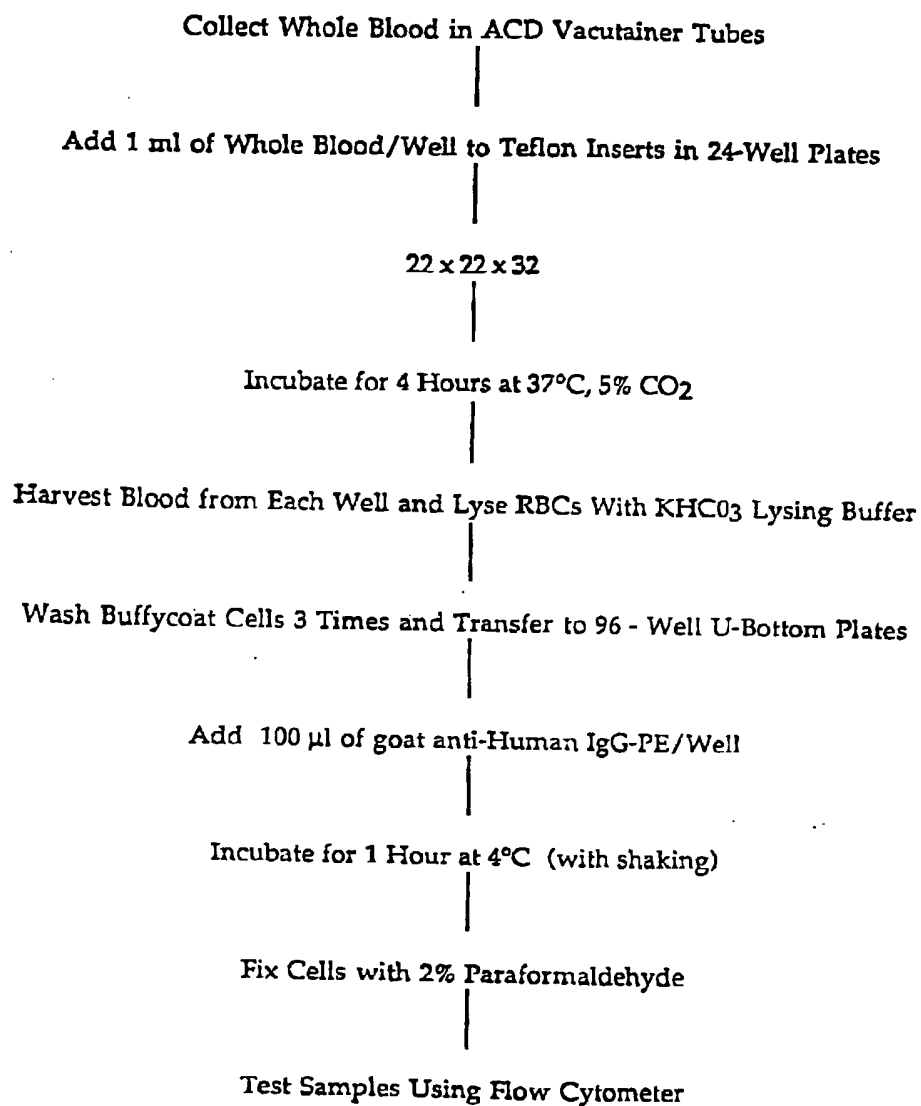 Collect Whole Blood in ACD Vacutainer Tubes
Add 1 ml of Whole Blood/Well to Teflon Inserts in 24-Well Plates
22 x 22 x 32
Incubate for 4 Hours at 37°C, 5% CO2
Harvest Blood from Each Well and Lyse RBCs With KHC03 Lysing Buffer
Wash Buffycoat Cells 3 Times and Transfer to 96 - Well U-Bottom Plates
Add 100 µl of goat anti-Human IgG-PE/Well
Incubate for 1 Hour at 4°C (with shaking)
Fix Cells with 2% Paraformaldehyde
Test Samples Using Flow Cytometer